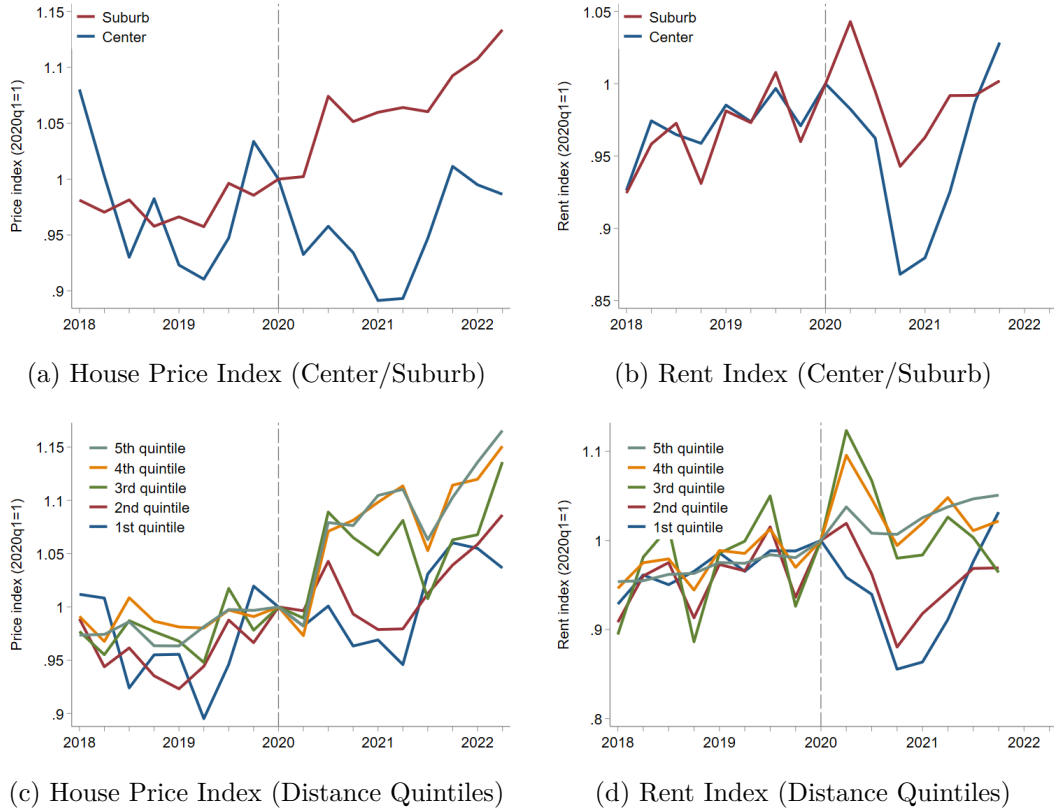 1.15
1.1
1.05
1
.95
.9
Price index (2020q1=1)
Suburb
Center
2018
2019
2020
2021
2022
(a) House Price Index (Center/Suburb)
1.05
1
.95
.9
.85
Rent index (2020q1=1)
Suburb
Center
2018
2019
2020
2021
2022
(b) Rent Index (Center/Suburb)
1.15
1.1
1.05
1
.95
.9
Price index (2020q1=1)
5th quintile
4th quintile
3rd quintile
2nd quintile
1st quintile
2018
2019
2020
2021
2022
(c) House Price Index (Distance Quintiles)
1.1
1
.9
.8
Rent index (2020q1=1)
5th quintile
4th quintile
3rd quintile
2nd quintile
1st quintile
2018
2019
2020
2021
2022
(d) Rent Index (Distance Quintiles)